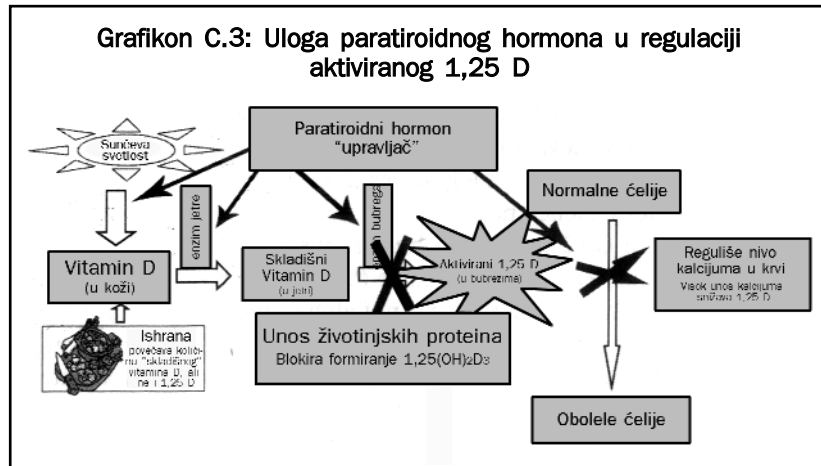 Grafikon C.3: Uloga paratiroidnog hormona u regulaciji
aktiviranog 1,25 D
Sunčeva
svetlost
Paratiroidni hormon
"upravljač"
Normalne ćelije
enzim jetre
bubrega
Vitamin D
(u koži)
Skladišni
Vitamin D
(u jetri)
Aktivirani 1,25 D
(u bubrezima)
Reguliše nivo
kalcijuma u krvi
Visok unos kalcijuma
snižava 1,25 D
Ishrana
povećava količi-
nu "skladišnog"
vitamina D, ali
ne i 1,25 D
Unos životinjskih proteina
Blokira formiranje 1,25(OH)₂D₃
Obolele ćelije